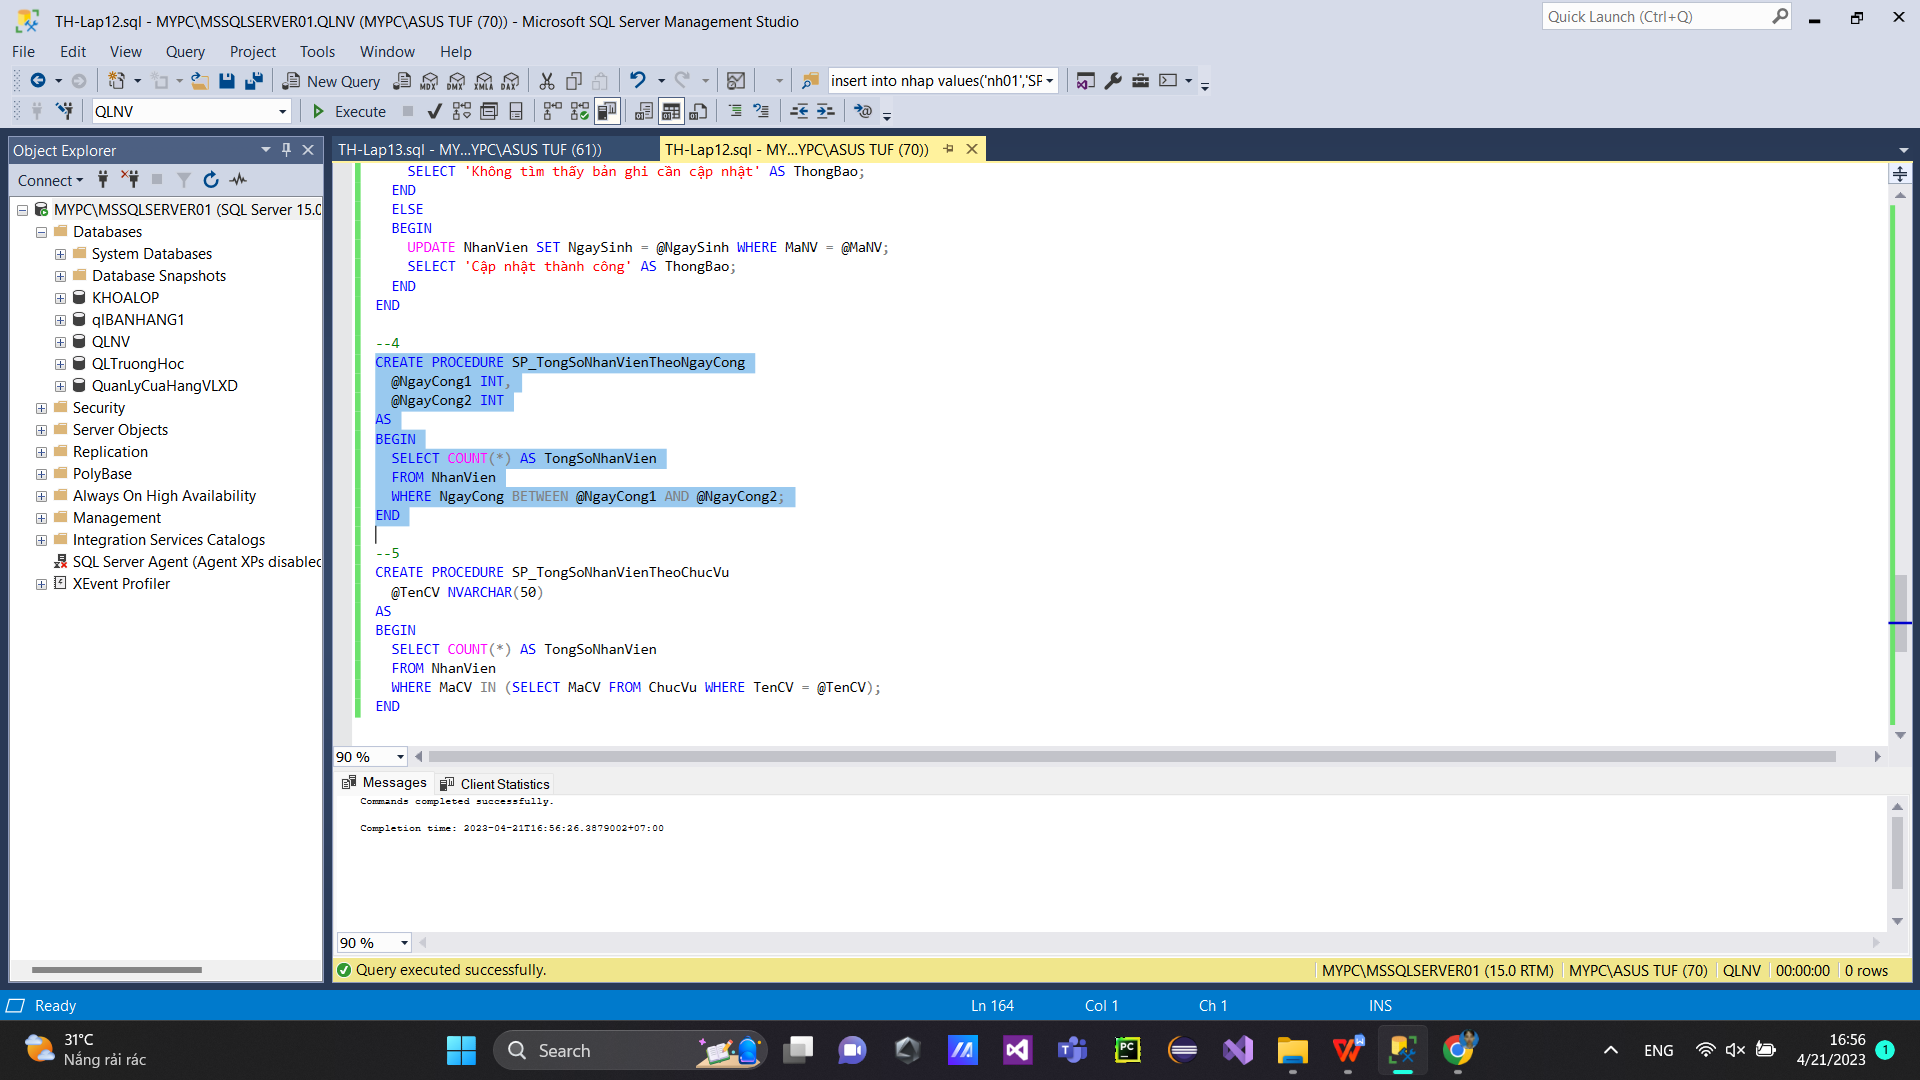 TH-Lap12.sql - MYPC\MSSQLSERVER01.QLNV (MYPC\ASUS TUF (70)) - Microsoft SQL Server Management Studio
Quick Launch (Ctrl+Q)
File Edit View Query Project Tools Window Help
New Query
MDX DMX XMLA DAX
insert into nhap values('nh01','SF
QLNV
Execute
Object Explorer
TH-Lap13.sql - MY...YPC\ASUS TUF (61))
TH-Lap12.sql - MY...YPC\ASUS TUF (70))
Connect
MYPC\MSSQLSERVER01 (SQL Server 15.0
Databases
System Databases
Database Snapshots
KHOALOP
qlBANHANG1
QLNV
QLTruongHoc
QuanLyCuaHangVLXD
Security
Server Objects
Replication
PolyBase
Always On High Availability
Management
Integration Services Catalogs
SQL Server Agent (Agent XPs disabled
XEvent Profiler
SELECT 'Không tìm thấy bản ghi cần cập nhật' AS ThongBao;
END
ELSE
BEGIN
UPDATE NhanVien SET NgaySinh = @NgaySinh WHERE MaNV = @MaNV;
SELECT 'Cập nhật thành công' AS ThongBao;
END
END
--4
CREATE PROCEDURE SP_TongSoNhanVienTheoNgayCong
@NgayCong1 INT,
@NgayCong2 INT
AS
BEGIN
SELECT COUNT(*) AS TongSoNhanVien
FROM NhanVien
WHERE NgayCong BETWEEN @NgayCong1 AND @NgayCong2;
END
--5
CREATE PROCEDURE SP_TongSoNhanVienTheoChucVu
@TenCV NVARCHAR(50)
AS
BEGIN
SELECT COUNT(*) AS TongSoNhanVien
FROM NhanVien
WHERE MaCV IN (SELECT MaCV FROM ChucVu WHERE TenCV = @TenCV);
END
90 %
Messages
Client Statistics
Commands completed successfully.
Completion time: 2023-04-21T16:56:26.3879002+07:00
90 %
Query executed successfully.
MYPC\MSSQLSERVER01 (15.0 RTM)
MYPC\ASUS TUF (70)
QLNV
00:00:00
0 rows
Ready
Ln 164
Col 1
Ch 1
INS
31°C
Nắng rải rác
Search
PC
ENG
16:56
4/21/2023
1